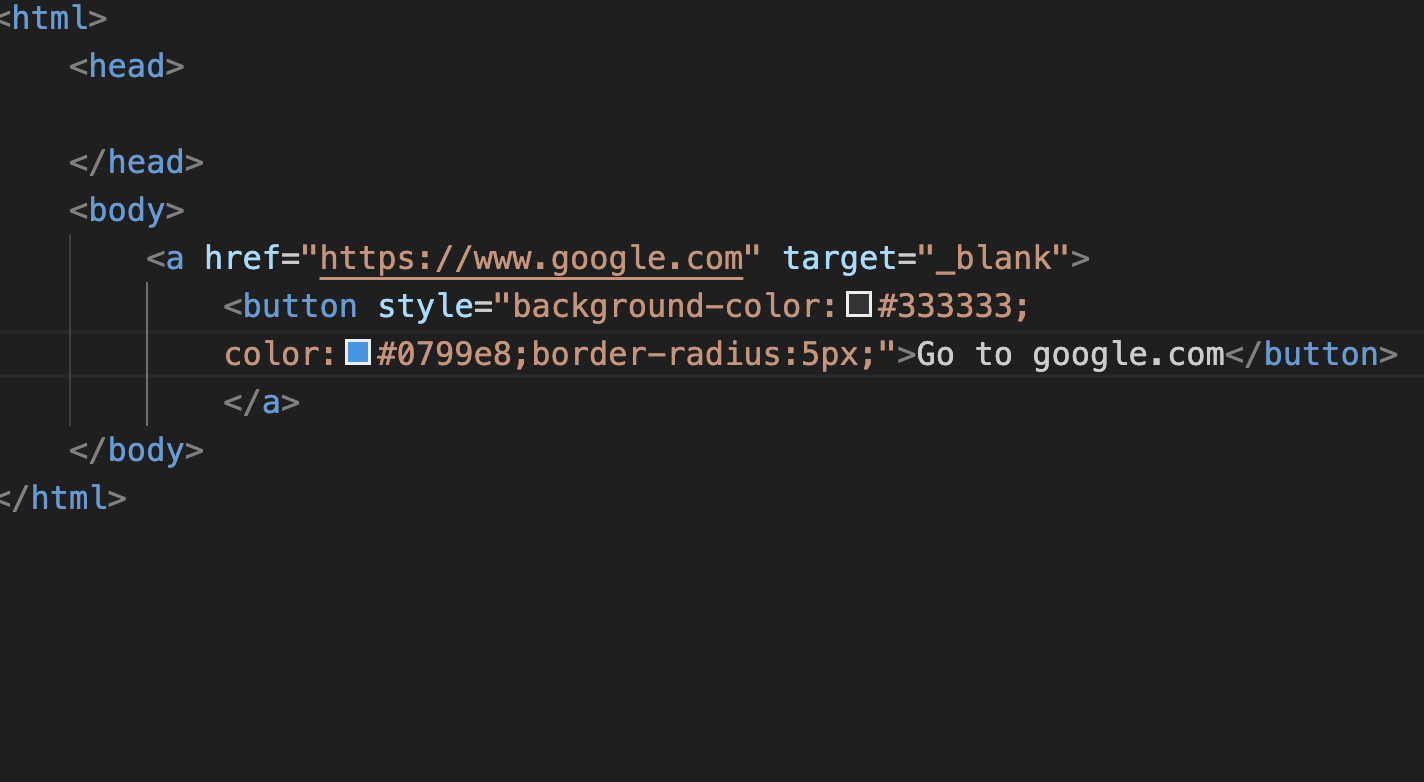 <html>
<head>
</head>
<body>
<a href="https://www.google.com" target="_blank">
<button style="background-color:#333333;
color:#0799e8;border-radius:5px;">Go to google.com</button>
</a>
</body>
</html>